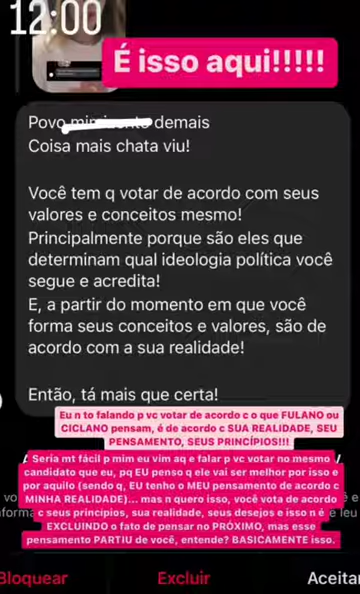 12:00
É isso aqui!!!!!
Povo demais
Coisa mais chata viu!
Você tem q votar de acordo com seus
valores e conceitos mesmo!
Principalmente porque são eles que
determinam qual ideologia política você
segue e acredita!
E, a partir do momento em que você
forma seus conceitos e valores, são de
acordo com a sua realidade!
Então, tá mais que certa!
Eu n to falando p vc votar de acordo c o que FULANO ou
CICLANO pensam, é de acordo c SUA REALIDADE, SEU
PENSAMENTO, SEUS PRINCÍPIOS!!!
Seria mt fácil p mim eu vim aq e falar p vc votar no mesmo
candidato que eu, pq EU penso q ele vai ser melhor por isso e
por aquilo (sendo q, EU tenho o MEU pensamento de acordo c
MINHA REALIDADE)... mas n quero isso, você vota de acordo
c seus princípios, sua realidade, seus desejos e isso n é
EXCLUINDO o fato de pensar no PRÓXIMO, mas esse
pensamento PARTIU de você, entende? BASICAMENTE isso.
Bloquear
Excluir
Aceitar